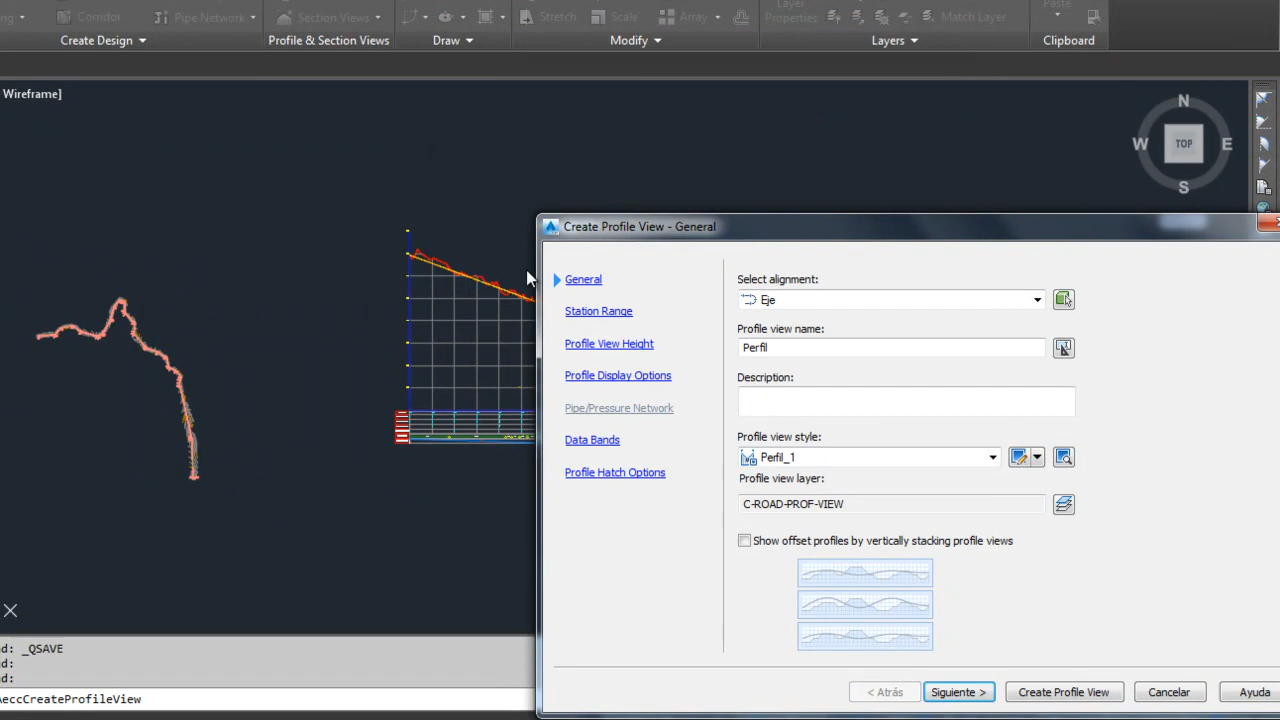 Corridor
Pipe Network
Section Views
Stretch
Scale
Array
Layer
Properties
Match Layer
Paste
Create Design
Profile & Section Views
Draw
Modify
Layers
Clipboard
Wireframe]
N
W
TOP
E
S
Create Profile View - General
General
Station Range
Profile View Height
Profile Display Options
Pipe/Pressure Network
Data Bands
Profile Hatch Options
Select alignment:
Eje
Profile view name:
Perfil
Description:
Profile view style:
Perfil_1
Profile view layer:
C-ROAD-PROF-VIEW
Show offset profiles by vertically stacking profile views
< Atrás
Siguiente >
Create Profile View
Cancelar
Ayuda
nd: _QSAVE
nd:
nd:
AeccCreateProfileView